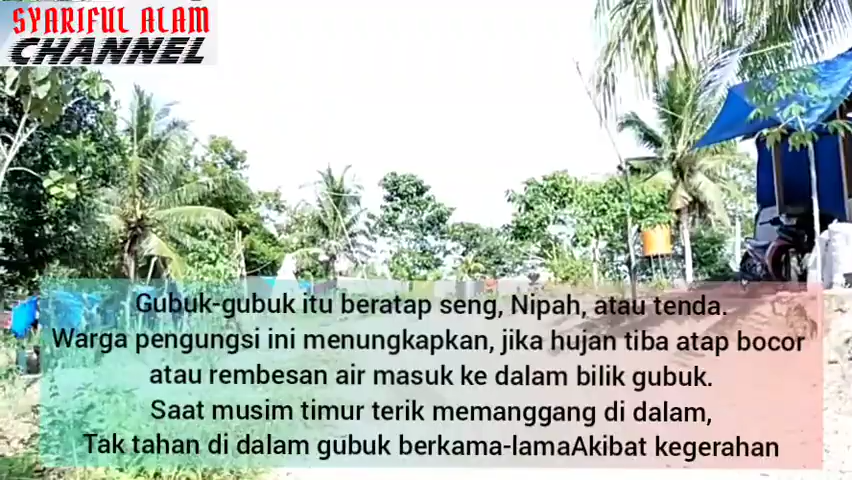 SYARIFUL ALAM
CHANNEL
Gubuk-gubuk itu beratap seng, Nipah, atau tenda.
Warga pengungsi ini menungkapkan, jika hujan tiba atap bocor
atau rembesan air masuk ke dalam bilik gubuk.
Saat musim timur terik memanggang di dalam,
Tak tahan di dalam gubuk berkama-lamaAkibat kegerahan